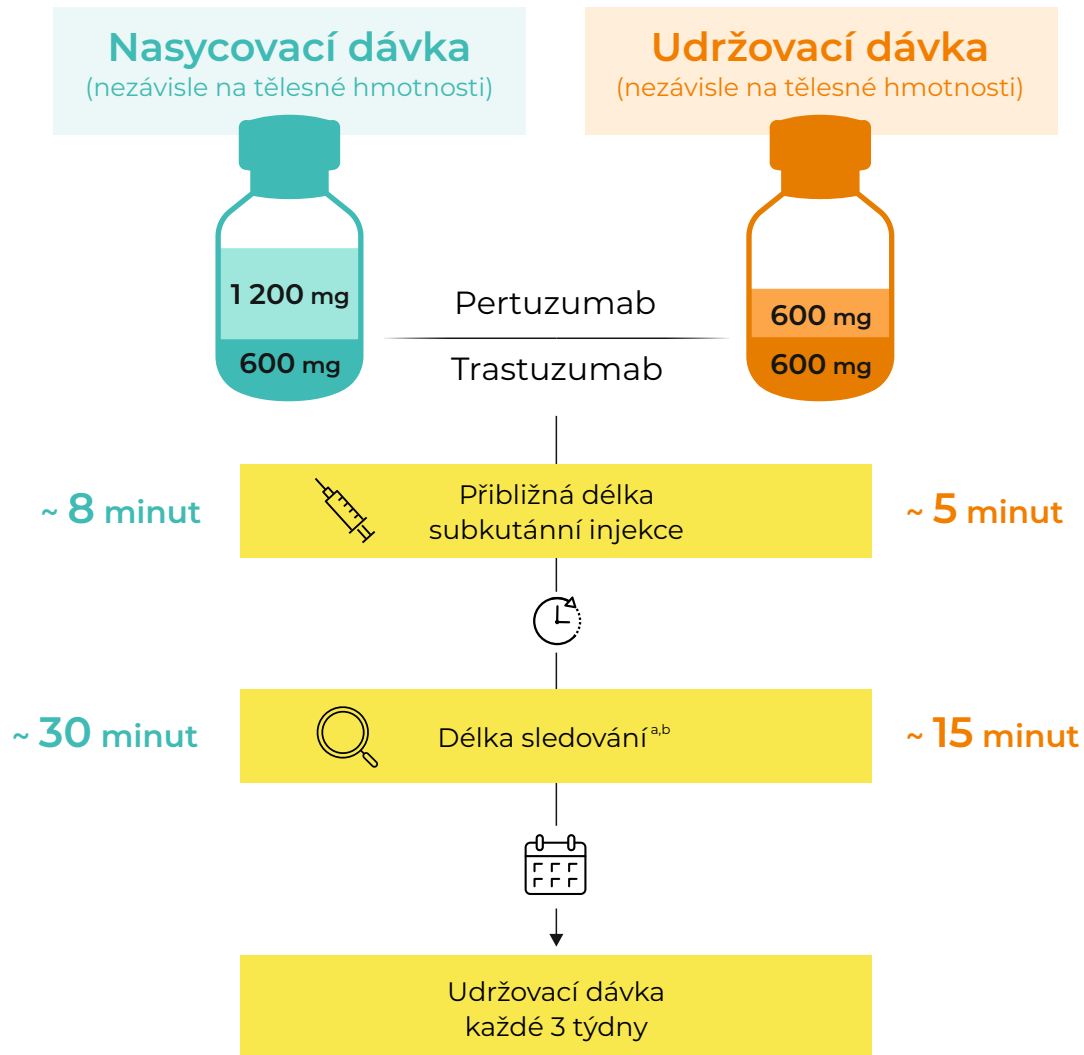 Nasycovací dávka
(nezávisle na tělesné hmotnosti)
Udržovací dávka
(nezávisle na tělesné hmotnosti)
1 200 mg
600 mg
Pertuzumab
Trastuzumab
600 mg
600 mg
~ 8 minut
Přibližná délka
subkutánní injekce
~ 5 minut
~ 30 minut
Délka sledování a,b
~ 15 minut
Udržovací dávka
každé 3 týdny